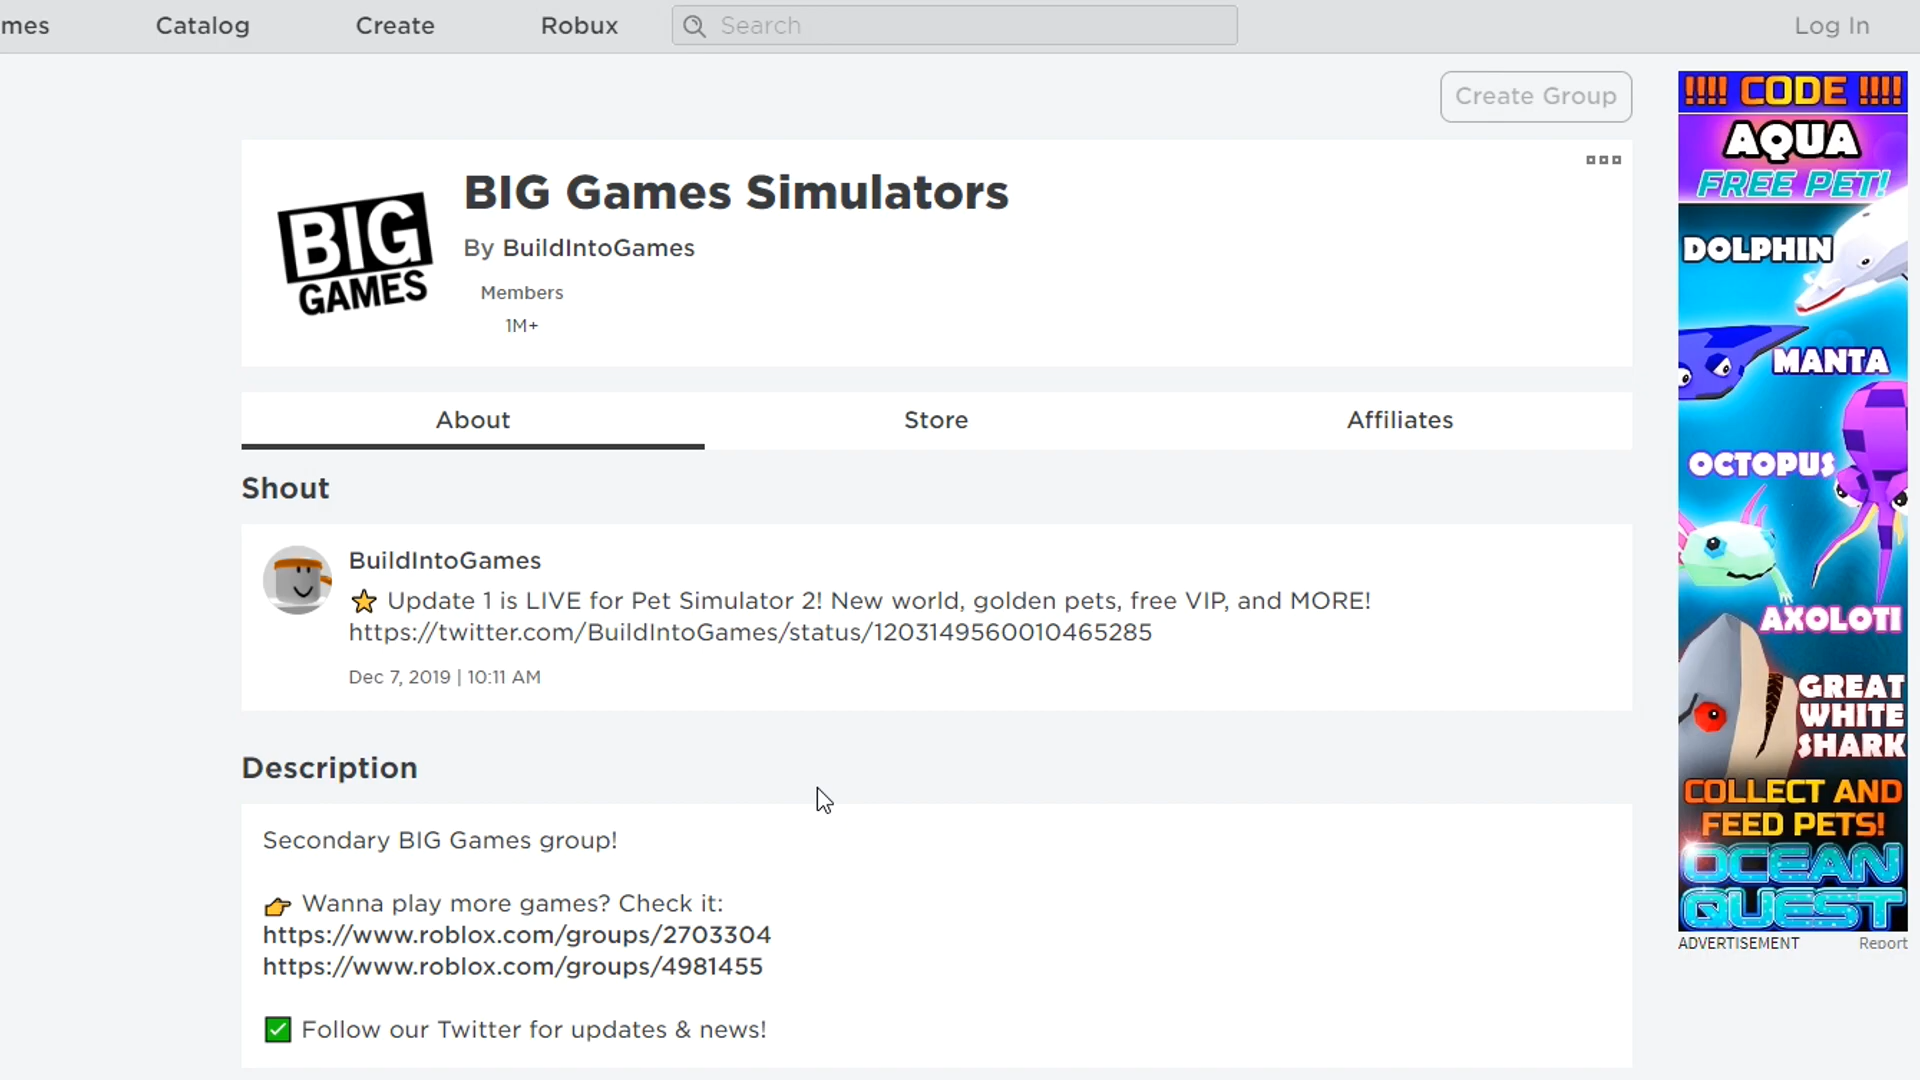 mes
Catalog
Create
Robux
Search
Log In
Create Group
BIG
GAMES
BIG Games Simulators
By BuildIntoGames
Members
1M+
About
Store
Affiliates
Shout
BuildIntoGames
⭐ Update 1 is LIVE for Pet Simulator 2! New world, golden pets, free VIP, and MORE!
https://twitter.com/BuildIntoGames/status/1203149560010465285
Dec 7, 2019 | 10:11 AM
Description
Secondary BIG Games group!
👉 Wanna play more games? Check it:
https://www.roblox.com/groups/2703304
https://www.roblox.com/groups/4981455
✅ Follow our Twitter for updates & news!
!!!! CODE !!!!
AQUA
FREE PET!
DOLPHIN
MANTA
OCTOPUS
AXOLOTI
GREAT
WHITE
SHARK
COLLECT AND
FEED PETS!
OCEAN
QUEST
ADVERTISEMENT
Report